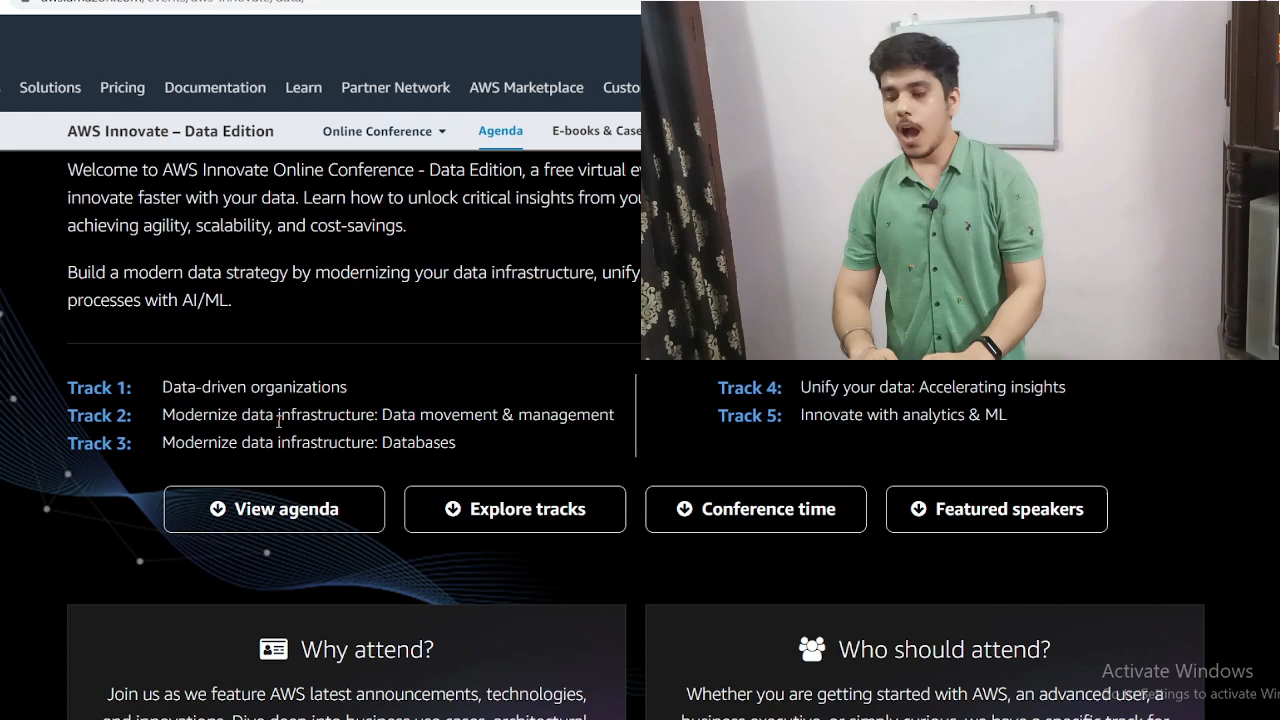 Solutions Pricing Documentation Learn Partner Network AWS Marketplace
AWS Innovate – Data Edition Online Conference Agenda E-books & Case
Welcome to AWS Innovate Online Conference - Data Edition, a free virtual
innovate faster with your data. Learn how to unlock critical insights from
achieving agility, scalability, and cost-savings.
Build a modern data strategy by modernizing your data infrastructure, unify
processes with AI/ML.
Track 1: Data-driven organizations
Track 2: Modernize data infrastructure: Data movement & management
Track 3: Modernize data infrastructure: Databases
Track 4: Unify your data: Accelerating insights
Track 5: Innovate with analytics & ML
View agenda Explore tracks Conference time Featured speakers
Why attend?
Join us as we feature AWS latest announcements, technologies,
Who should attend?
Whether you are getting started with AWS, an advanced user, a
Activate Windows
Go to Settings to activate